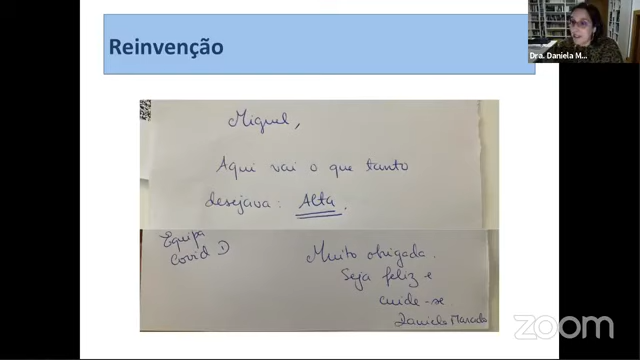 Reinvenção
Dra. Daniela M...
Miguel,
Aqui vai o que tanto
desejava: Alta.
Equipa
Covid D
Muito obrigada.
Seja feliz e
cuide-se
Daniela Marado
zoom